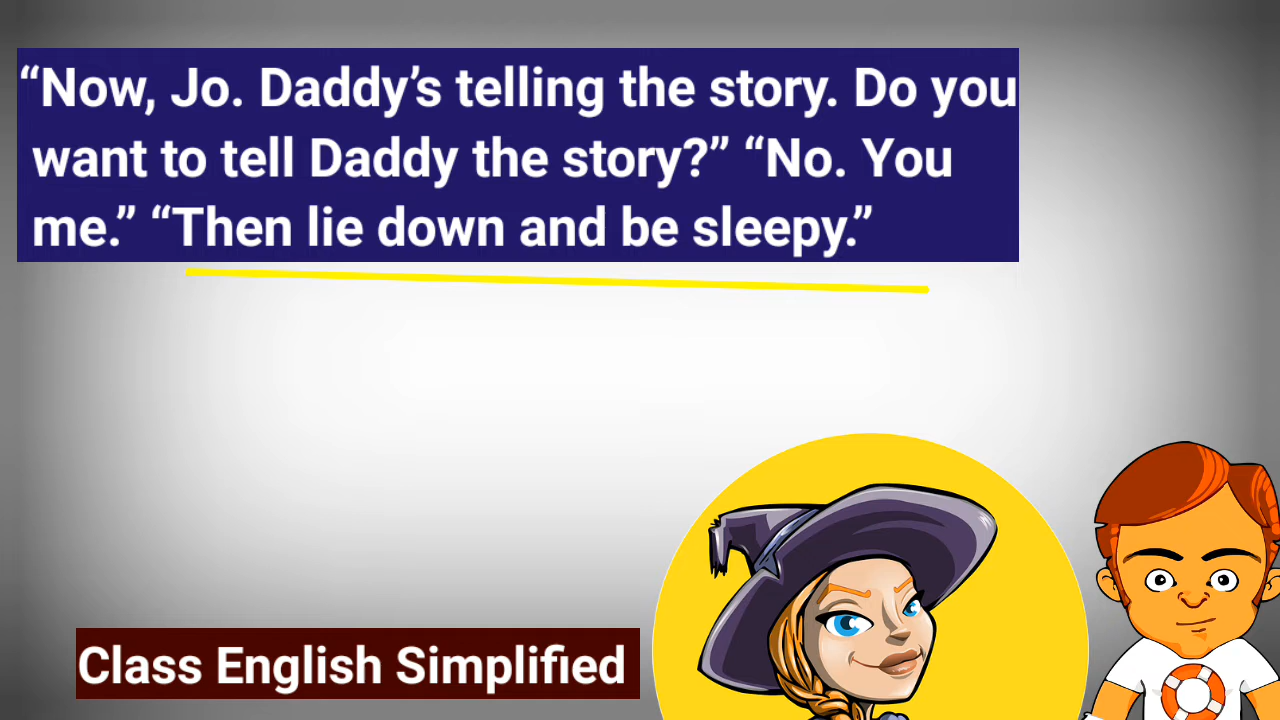 “Now, Jo. Daddy’s telling the story. Do you
want to tell Daddy the story?” “No. You
me.” “Then lie down and be sleepy.”
Class English Simplified